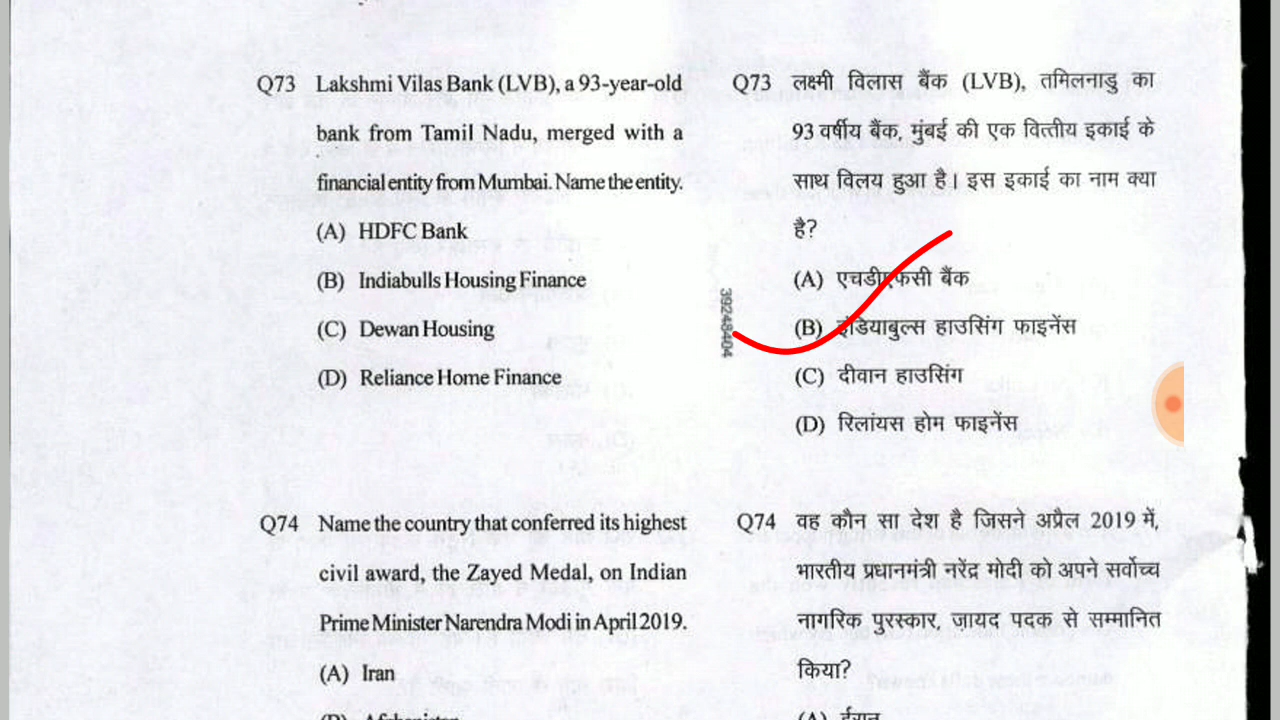 Q73 Lakshmi Vilas Bank (LVB), a 93-year-old
bank from Tamil Nadu, merged with a
financial entity from Mumbai. Name the entity.
(A) HDFC Bank
(B) Indiabulls Housing Finance
(C) Dewan Housing
(D) Reliance Home Finance
Q74 Name the country that conferred its highest
civil award, the Zayed Medal, on Indian
Prime Minister Narendra Modi in April 2019.
(A) Iran
(B) Afghanistan
39248404
Q73 लक्ष्मी विलास बैंक (LVB), तमिलनाडु का
93 वर्षीय बैंक, मुंबई की एक वित्तीय इकाई के
साथ विलय हुआ है। इस इकाई का नाम क्या
है?
(A) एचडीएफसी बैंक
(B) इंडियाबुल्स हाउसिंग फाइनेंस
(C) दीवान हाउसिंग
(D) रिलांयस होम फाइनेंस
Q74 वह कौन सा देश है जिसने अप्रैल 2019 में,
भारतीय प्रधानमंत्री नरेंद्र मोदी को अपने सर्वोच्च
नागरिक पुरस्कार, ज़ायद पदक से सम्मानित
किया?
(A) ईरान